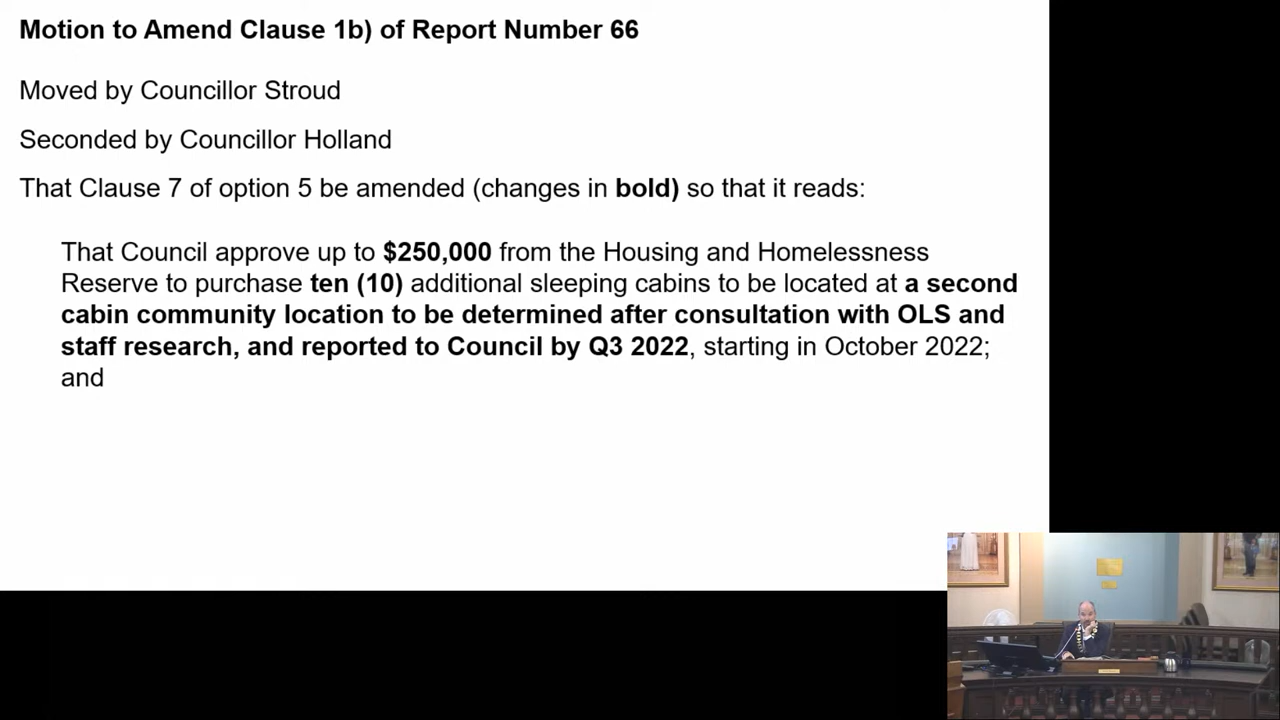 Motion to Amend Clause 1b) of Report Number 66
Moved by Councillor Stroud
Seconded by Councillor Holland
That Clause 7 of option 5 be amended (changes in bold) so that it reads:
That Council approve up to $250,000 from the Housing and Homelessness
Reserve to purchase ten (10) additional sleeping cabins to be located at a second
cabin community location to be determined after consultation with OLS and
staff research, and reported to Council by Q3 2022, starting in October 2022;
and